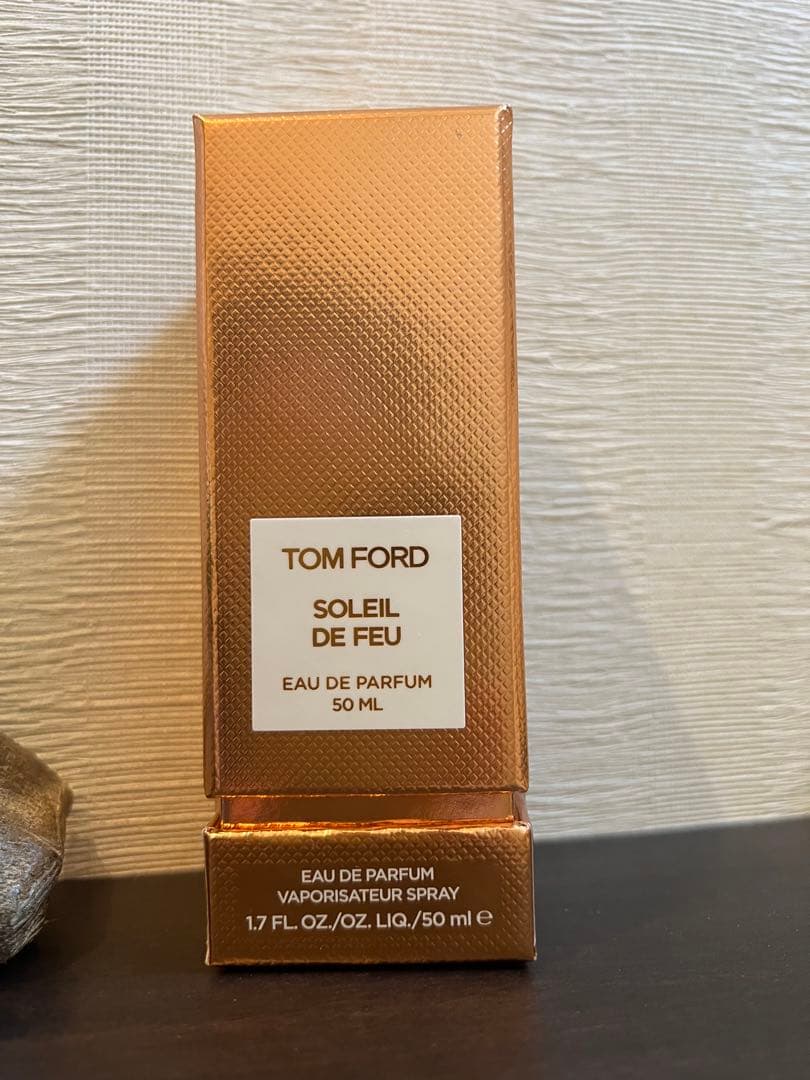 TOM FORD
SOLEIL
DE FEU
EAU DE PARFUM
50 ML
EAU DE PARFUM
VAPORISATEUR SPRAY
1.7 FL. OZ./OZ. LIQ./50 ml ℮